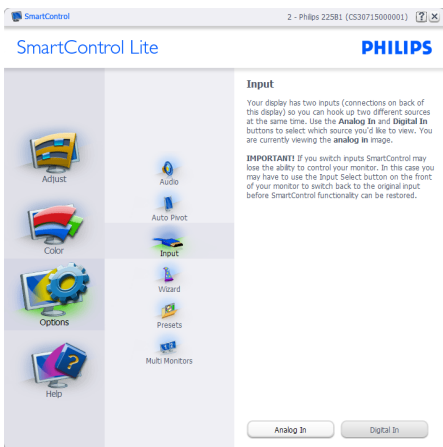 SmartControl
2 - Philips 225B1 (CS30715000001)
?
SmartControl Lite
PHILIPS
Adjust
Color
Options
Help
Audio
Auto Pivot
Input
Wizard
Presets
Multi Monitors
Input
Your display has two inputs (connections on back of
this display) so you can hook up two different sources
at the same time. Use the Analog In and Digital In
buttons to select which source you'd like to view. You
are currently viewing the analog in image.
IMPORTANT! If you switch inputs SmartControl may
lose the ability to control your monitor. In this case you
may have to use the Input Select button on the front
of your monitor to switch back to the original input
before SmartControl functionality can be restored.
Analog In
Digital In